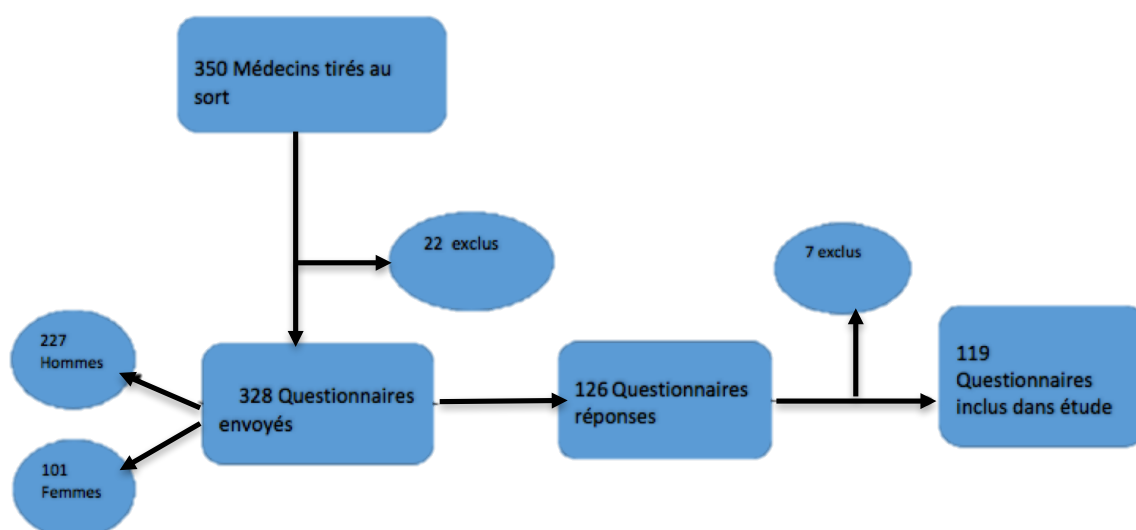 350 Médecins tirés au
sort
22 exclus
7 exclus
227
Hommes
328 Questionnaires
envoyés
126 Questionnaires
réponses
119
Questionnaires
inclus dans étude
101
Femmes